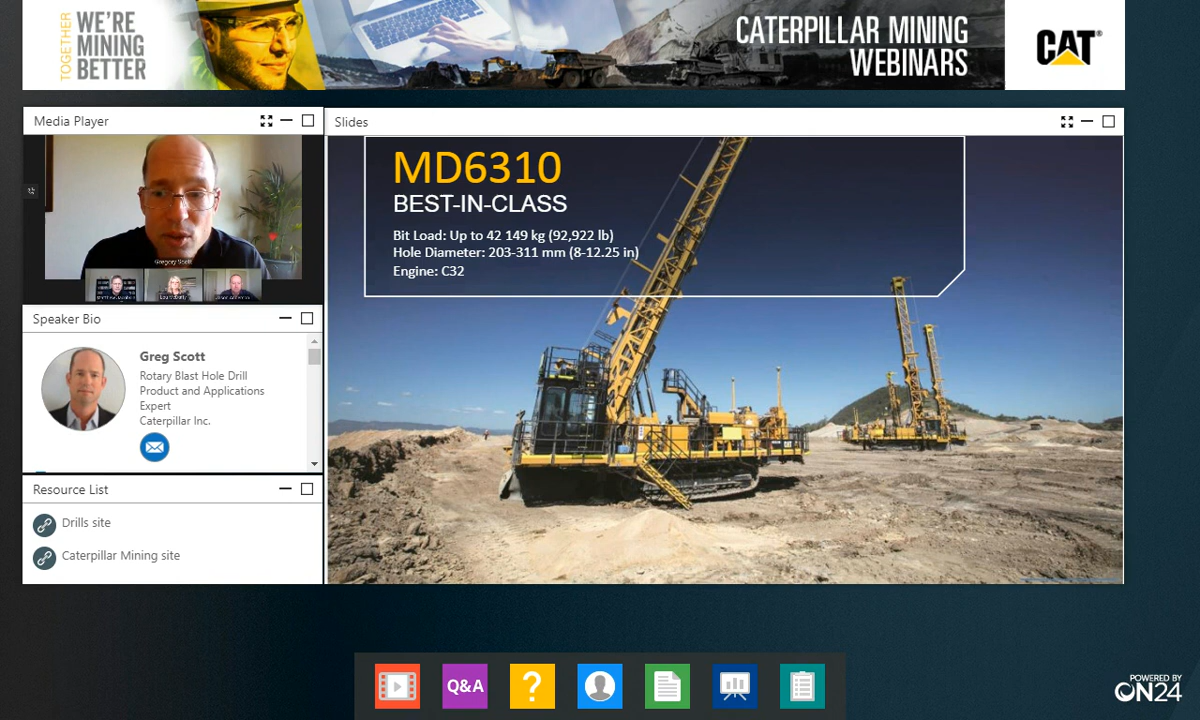 TOGETHER
WE'RE
MINING
BETTER
CATERPILLAR MINING
WEBINARS
CAT®
Media Player
Slides
Gregory Scott
MD6310
BEST-IN-CLASS
Bit Load: Up to 42 149 kg (92,922 lb)
Hole Diameter: 203-311 mm (8-12.25 in)
Engine: C32
CAT
Speaker Bio
Greg Scott
Rotary Blast Hole Drill
Product and Applications
Expert
Caterpillar Inc.
Resource List
Drills site
Caterpillar Mining site
Q&A
?
POWERED BY
ON24